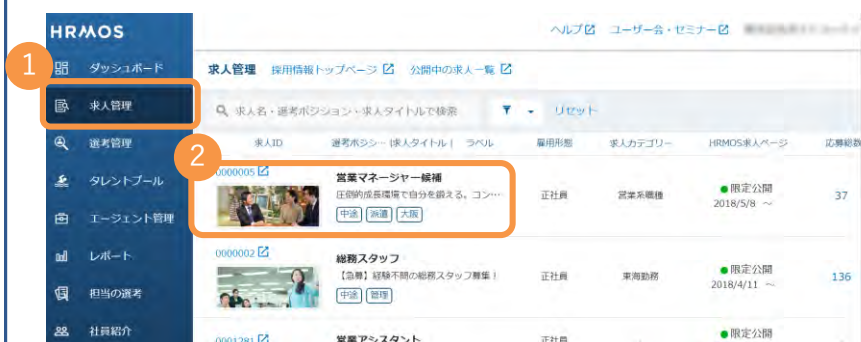 HRMOS
ヘルプ ユーザー会・セミナー
1
ダッシュボード
求人管理 採用情報トップページ 公開中の求人一覧
求人管理
求人名・選考ポジション・求人タイトルで検索 リセット
選考管理
2
求人ID 選考ポジシ… (求人タイトル) ラベル 雇用形態 求人カテゴリー HRMOS求人ページ 応募総数
タレントプール
0000005
営業マネージャー候補
圧倒的成長環境で自分を鍛える。コン…
中途 派遣 大阪
正社員 営業系職種 限定公開
2018/5/8 ～
37
エージェント管理
レポート
0000002
総務スタッフ
【急募】経験不問の総務スタッフ募集!
中途 管理
正社員 東海勤務 限定公開
2018/4/11 ～
136
担当の選考
社員紹介
0001281
営業アシスタント
正社員
限定公開